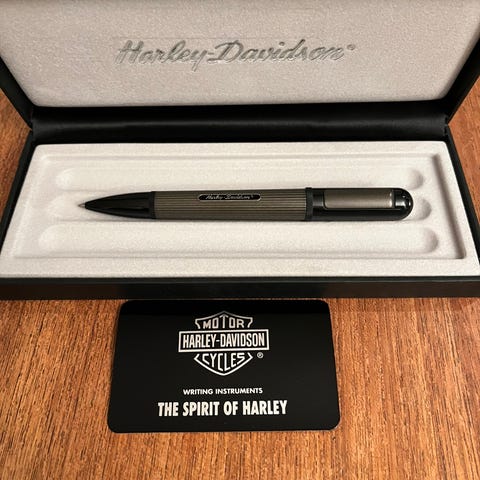 Harley-Davidson®
Harley-Davidson®
MOTOR
HARLEY-DAVIDSON
CYCLES®
WRITING INSTRUMENTS
THE SPIRIT OF HARLEY